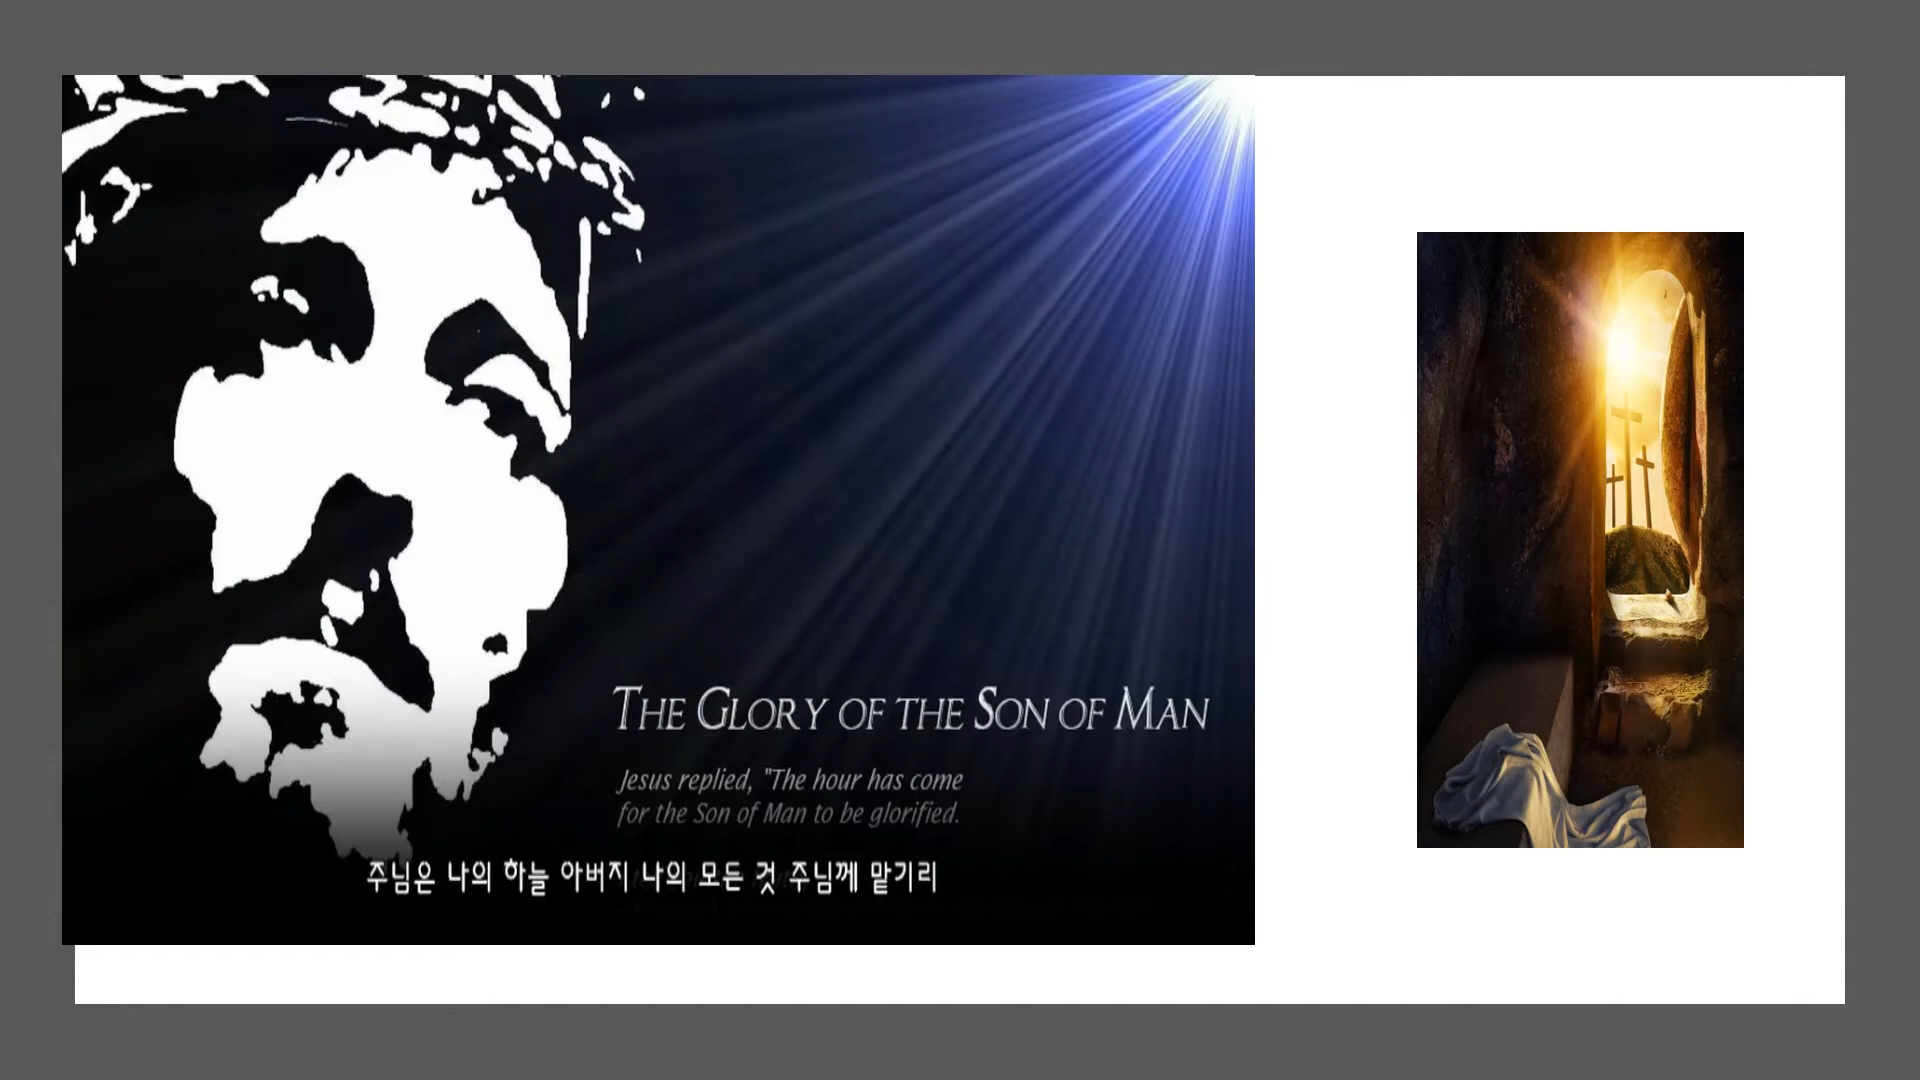 THE GLORY OF THE SON OF MAN
Jesus replied, "The hour has come
for the Son of Man to be glorified.
주님은 나의 하늘 아버지 나의 모든 것 주님께 맡기리